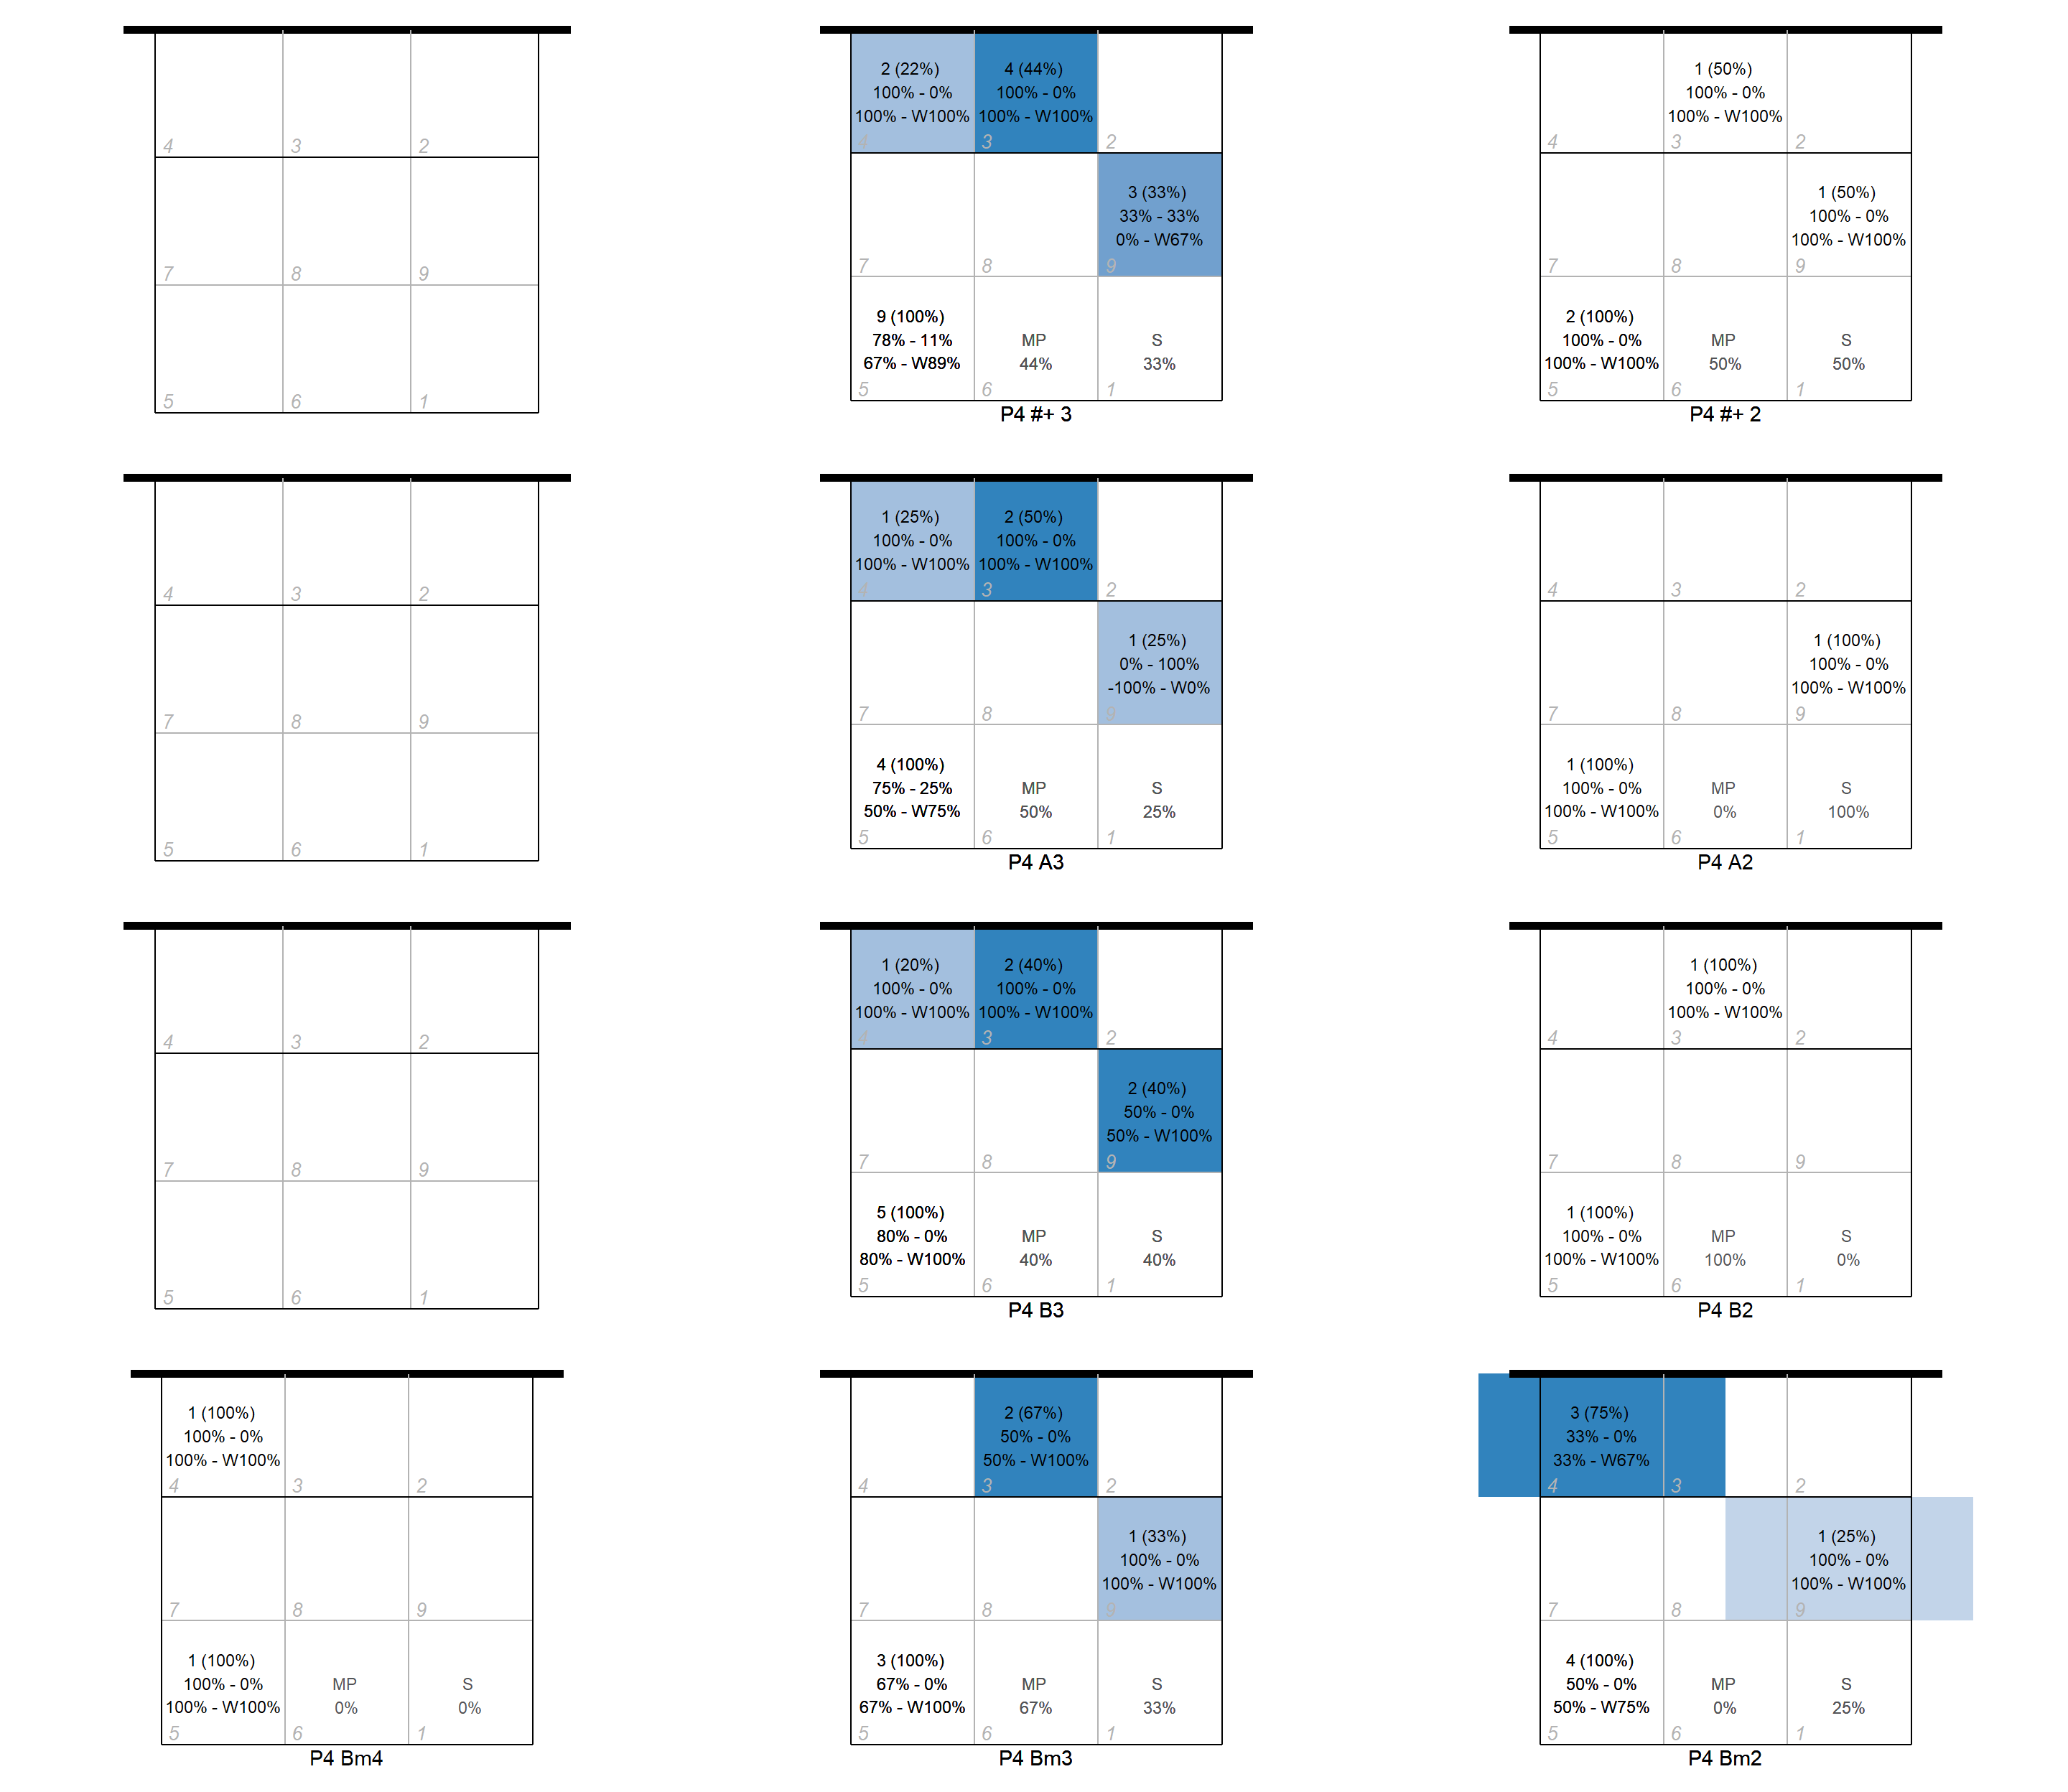 2 (22%)
100% - 0%
100% - W100%
4 (44%)
100% - 0%
100% - W100%
1 (50%)
100% - 0%
100% - W100%
4
3
2
4
3
2
4
3
2
3 (33%)
33% - 33%
0% - W67%
1 (50%)
100% - 0%
100% - W100%
7
8
9
7
8
9
7
8
9
9 (100%)
78% - 11%
67% - W89%
MP
44%
S
33%
2 (100%)
100% - 0%
100% - W100%
MP
50%
S
50%
5
6
1
5
6
1
5
6
1
P4 #+ 3
P4 #+ 2
1 (25%)
100% - 0%
100% - W100%
2 (50%)
100% - 0%
100% - W100%
4
3
2
4
3
2
4
3
2
1 (25%)
0% - 100%
-100% - W0%
1 (100%)
100% - 0%
100% - W100%
7
8
9
7
8
9
7
8
9
4 (100%)
75% - 25%
50% - W75%
MP
50%
S
25%
1 (100%)
100% - 0%
100% - W100%
MP
0%
S
100%
5
6
1
5
6
1
5
6
1
P4 A3
P4 A2
1 (20%)
100% - 0%
100% - W100%
2 (40%)
100% - 0%
100% - W100%
1 (100%)
100% - 0%
100% - W100%
4
3
2
4
3
2
4
3
2
2 (40%)
50% - 0%
50% - W100%
7
8
9
7
8
9
7
8
9
5 (100%)
80% - 0%
80% - W100%
MP
40%
S
40%
1 (100%)
100% - 0%
100% - W100%
MP
100%
S
0%
5
6
1
5
6
1
5
6
1
P4 B3
P4 B2
1 (100%)
100% - 0%
100% - W100%
2 (67%)
50% - 0%
50% - W100%
3 (75%)
33% - 0%
33% - W67%
4
3
2
4
3
2
4
3
2
1 (33%)
100% - 0%
100% - W100%
1 (25%)
100% - 0%
100% - W100%
7
8
9
7
8
9
7
8
9
1 (100%)
100% - 0%
100% - W100%
MP
0%
S
0%
3 (100%)
67% - 0%
67% - W100%
MP
67%
S
33%
4 (100%)
50% - 0%
50% - W75%
MP
0%
S
25%
5
6
1
5
6
1
5
6
1
P4 Bm4
P4 Bm3
P4 Bm2